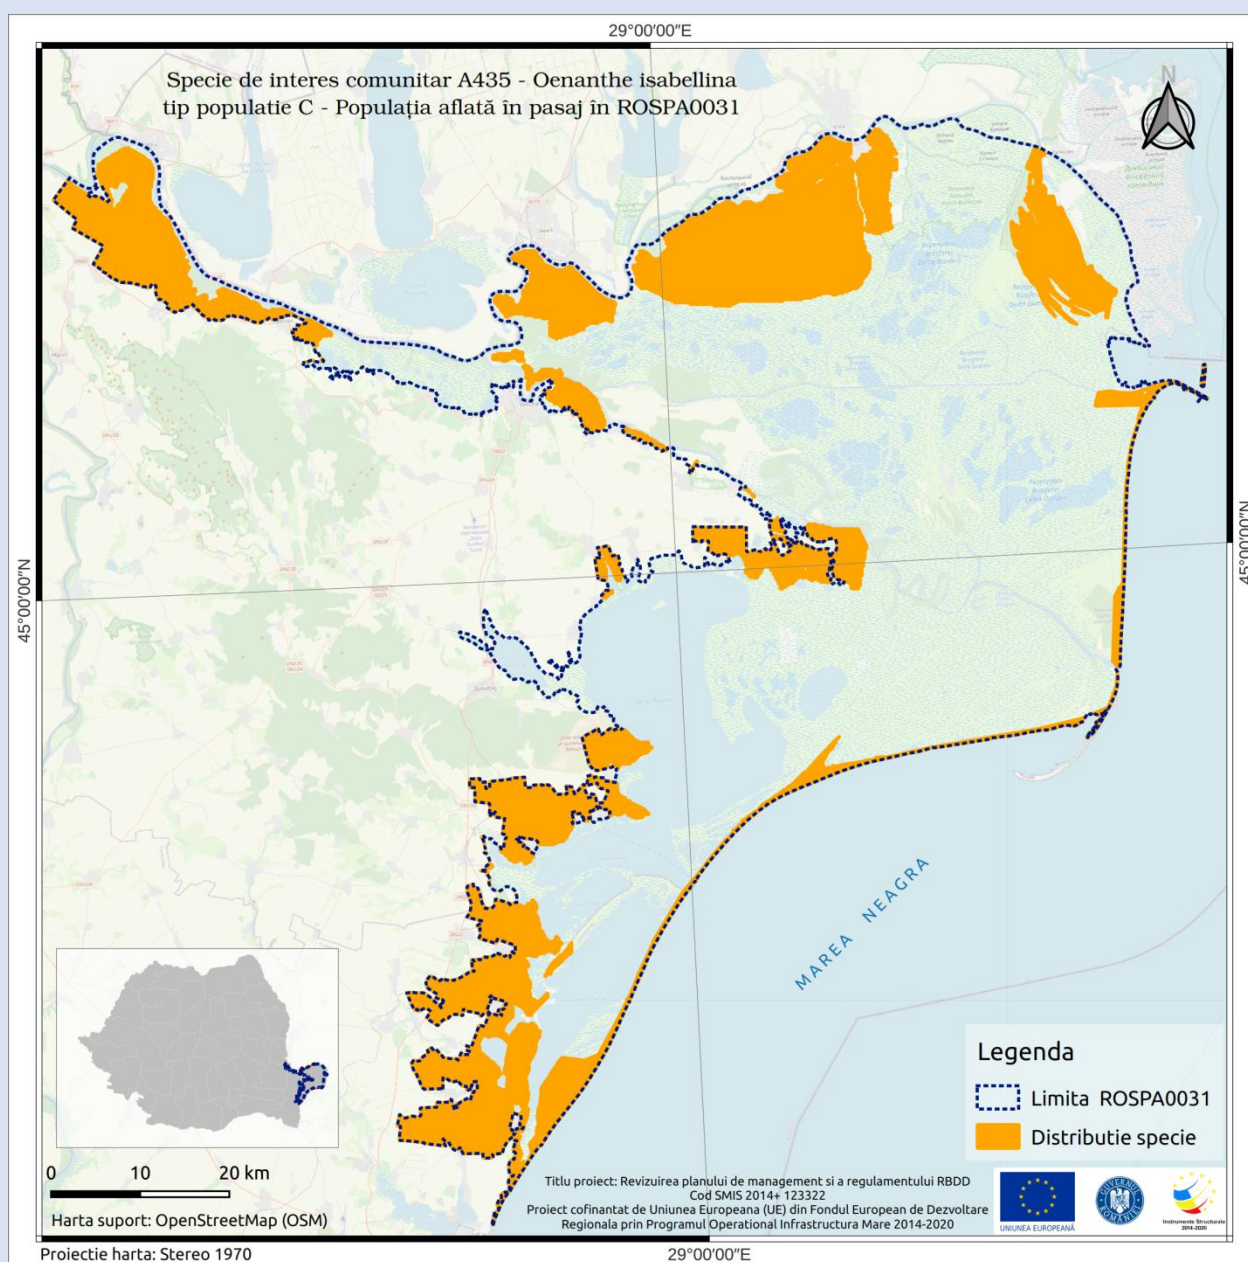 29°00'00"E
Specie de interes comunitar A435 - Oenanthe isabellina
tip populatie C - Populația aflată în pasaj în ROSPA0031
N
45°00'00"N
45°00'00"N
MAREA NEAGRA
Legenda
Limita ROSPA0031
Distributie specie
0 10 20 km
Harta suport: OpenStreetMap (OSM)
Titlu proiect: Revizuirea planului de management si a regulamentului RBDD
Cod SMIS 2014+ 123322
Proiect cofinantat de Uniunea Europeana (UE) din Fondul European de Dezvoltare
Regionala prin Programul Operational Infrastructura Mare 2014-2020
UNIUNEA EUROPEANĂ
GUVERNUL ROMÂNIEI
Instrumente Structurale
2014-2020
Proiectie harta: Stereo 1970
29°00'00"E